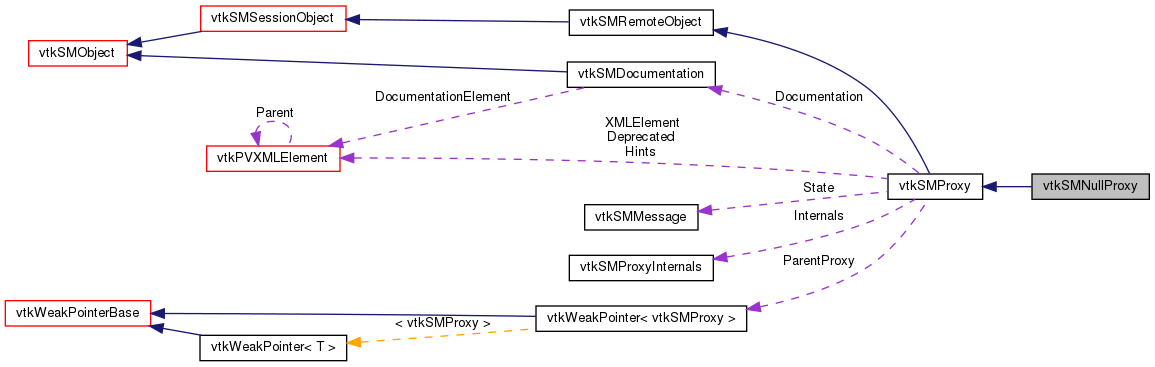 vtkSMSessionObject
vtkSMRemoteObject
vtkSMObject
vtkSMDocumentation
DocumentationElement
Documentation
Parent
XMLElement
Deprecated
Hints
vtkPVXMLElement
vtkSMProxy
vtkSMNullProxy
State
vtkSMMessage
Internals
vtkSMProxyInternals
ParentProxy
vtkWeakPointerBase
vtkWeakPointer< vtkSMProxy >
< vtkSMProxy >
vtkWeakPointer< T >